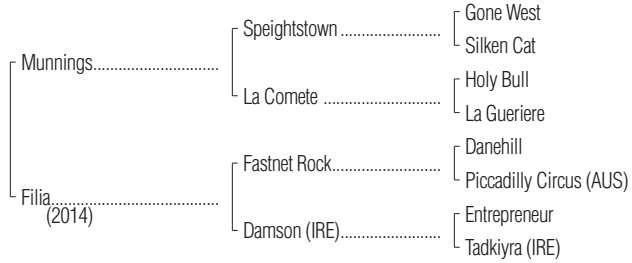 Gone West
Speightstown
Silken Cat
Munnings
Holy Bull
La Comete
La Gueriere
Danehill
Fastnet Rock
Piccadilly Circus (AUS)
Filia
(2014)
Entrepreneur
Damson (IRE)
Tadkiyra (IRE)